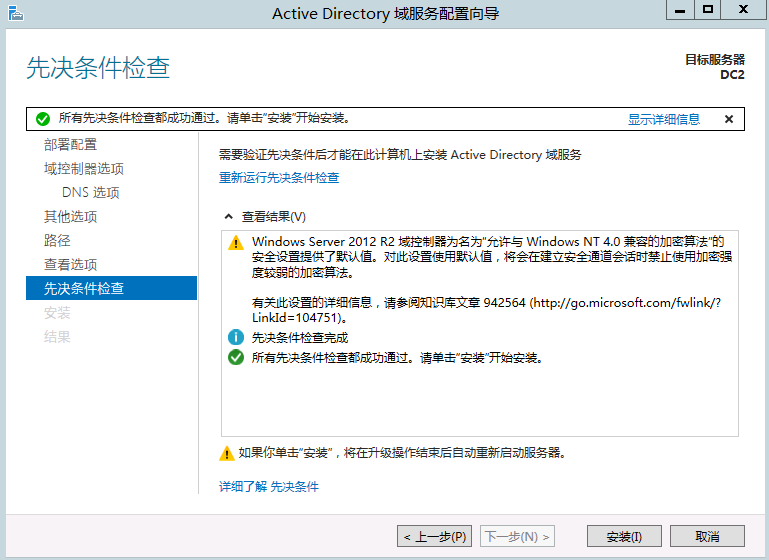 Active Directory 域服务配置向导
先决条件检查
目标服务器
DC2
所有先决条件检查都成功通过。请单击"安装"开始安装。
显示详细信息
部署配置
域控制器选项
DNS 选项
其他选项
路径
查看选项
先决条件检查
安装
结果
需要验证先决条件后才能在此计算机上安装 Active Directory 域服务
重新运行先决条件检查
查看结果(V)
Windows Server 2012 R2 域控制器为名为"允许与 Windows NT 4.0 兼容的加密算法"的
安全设置提供了默认值。对此设置使用默认值，将会在建立安全通道会话时禁止使用加密强
度较弱的加密算法。
有关此设置的详细信息，请参阅知识库文章 942564 (http://go.microsoft.com/fwlink/?
LinkId=104751)。
先决条件检查完成
所有先决条件检查都成功通过。请单击"安装"开始安装。
如果你单击"安装"，将在升级操作结束后自动重新启动服务器。
详细了解 先决条件
< 上一步(P)
下一步(N) >
安装(I)
取消